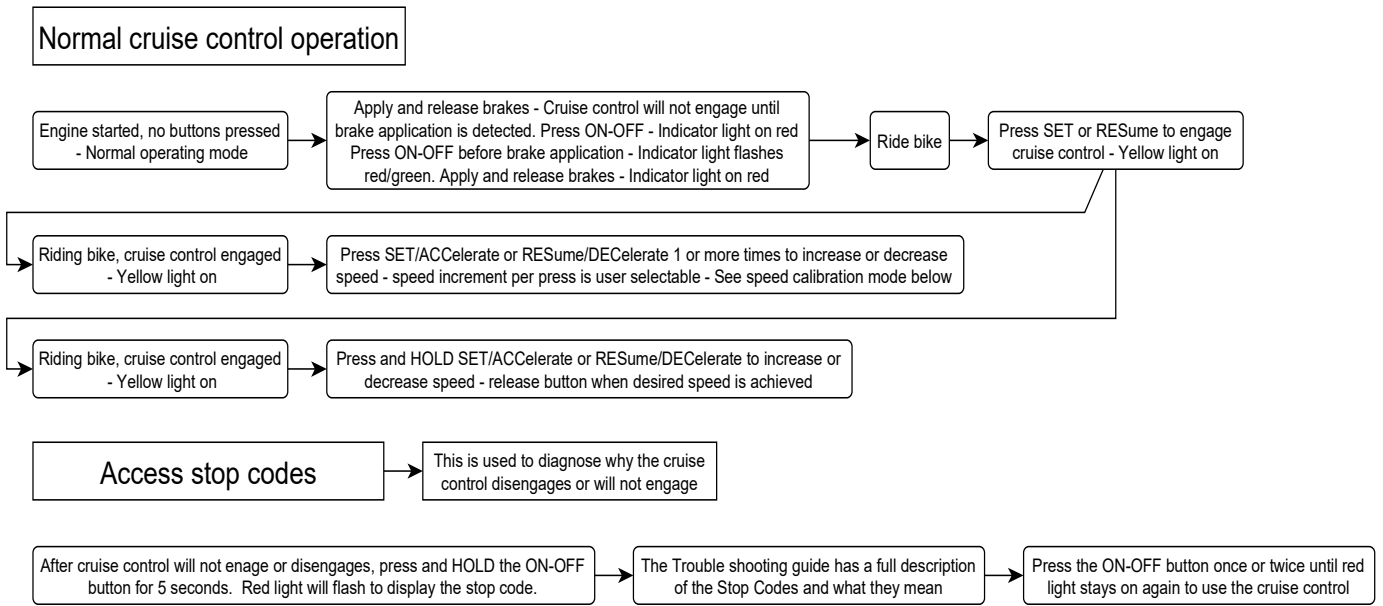 Normal cruise control operation
Engine started, no buttons pressed
- Normal operating mode
Apply and release brakes - Cruise control will not engage until
brake application is detected. Press ON-OFF - Indicator light on red
Press ON-OFF before brake application - Indicator light flashes
red/green. Apply and release brakes - Indicator light on red
Ride bike
Press SET or RESume to engage
cruise control - Yellow light on
Riding bike, cruise control engaged
- Yellow light on
Press SET/ACCelerate or RESume/DECelerate 1 or more times to increase or decrease
speed - speed increment per press is user selectable - See speed calibration mode below
Riding bike, cruise control engaged
- Yellow light on
Press and HOLD SET/ACCelerate or RESume/DECelerate to increase or
decrease speed - release button when desired speed is achieved
Access stop codes
This is used to diagnose why the cruise
control disengages or will not engage
After cruise control will not enage or disengages, press and HOLD the ON-OFF
button for 5 seconds.  Red light will flash to display the stop code.
The Trouble shooting guide has a full description
of the Stop Codes and what they mean
Press the ON-OFF button once or twice until red
light stays on again to use the cruise control